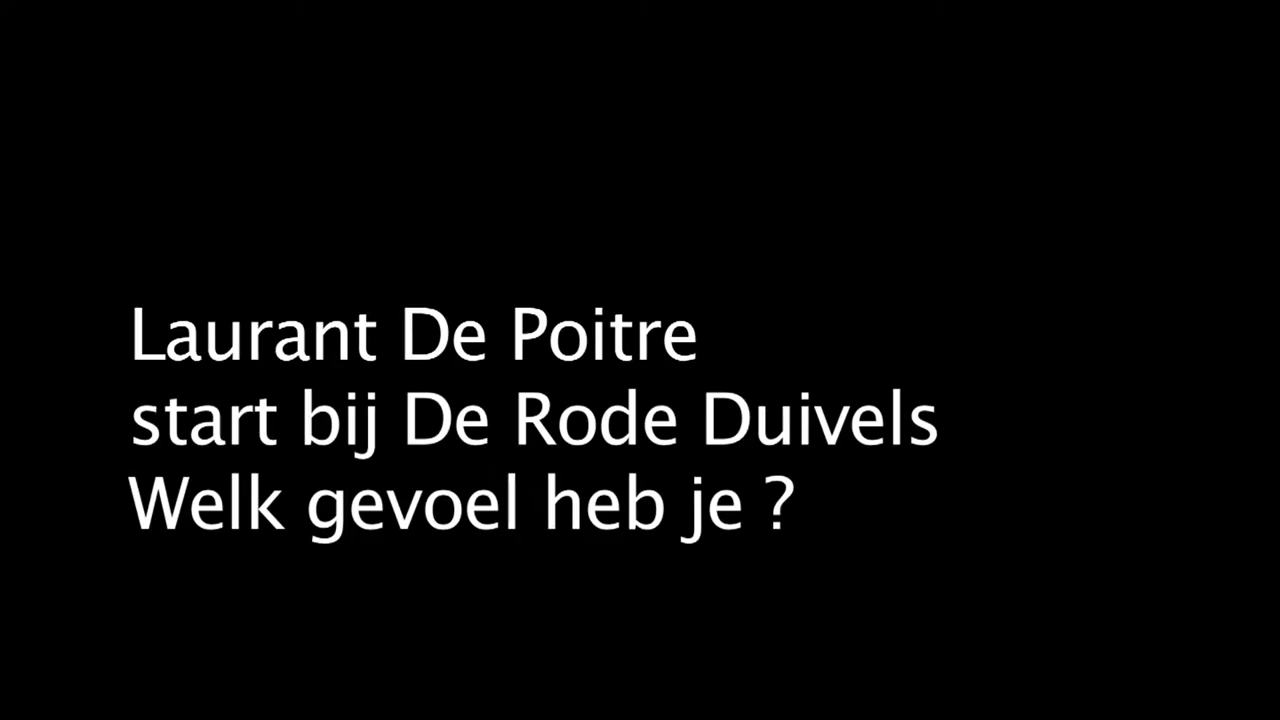 Laurant De Poitre
start bij De Rode Duivels
Welk gevoel heb je ?